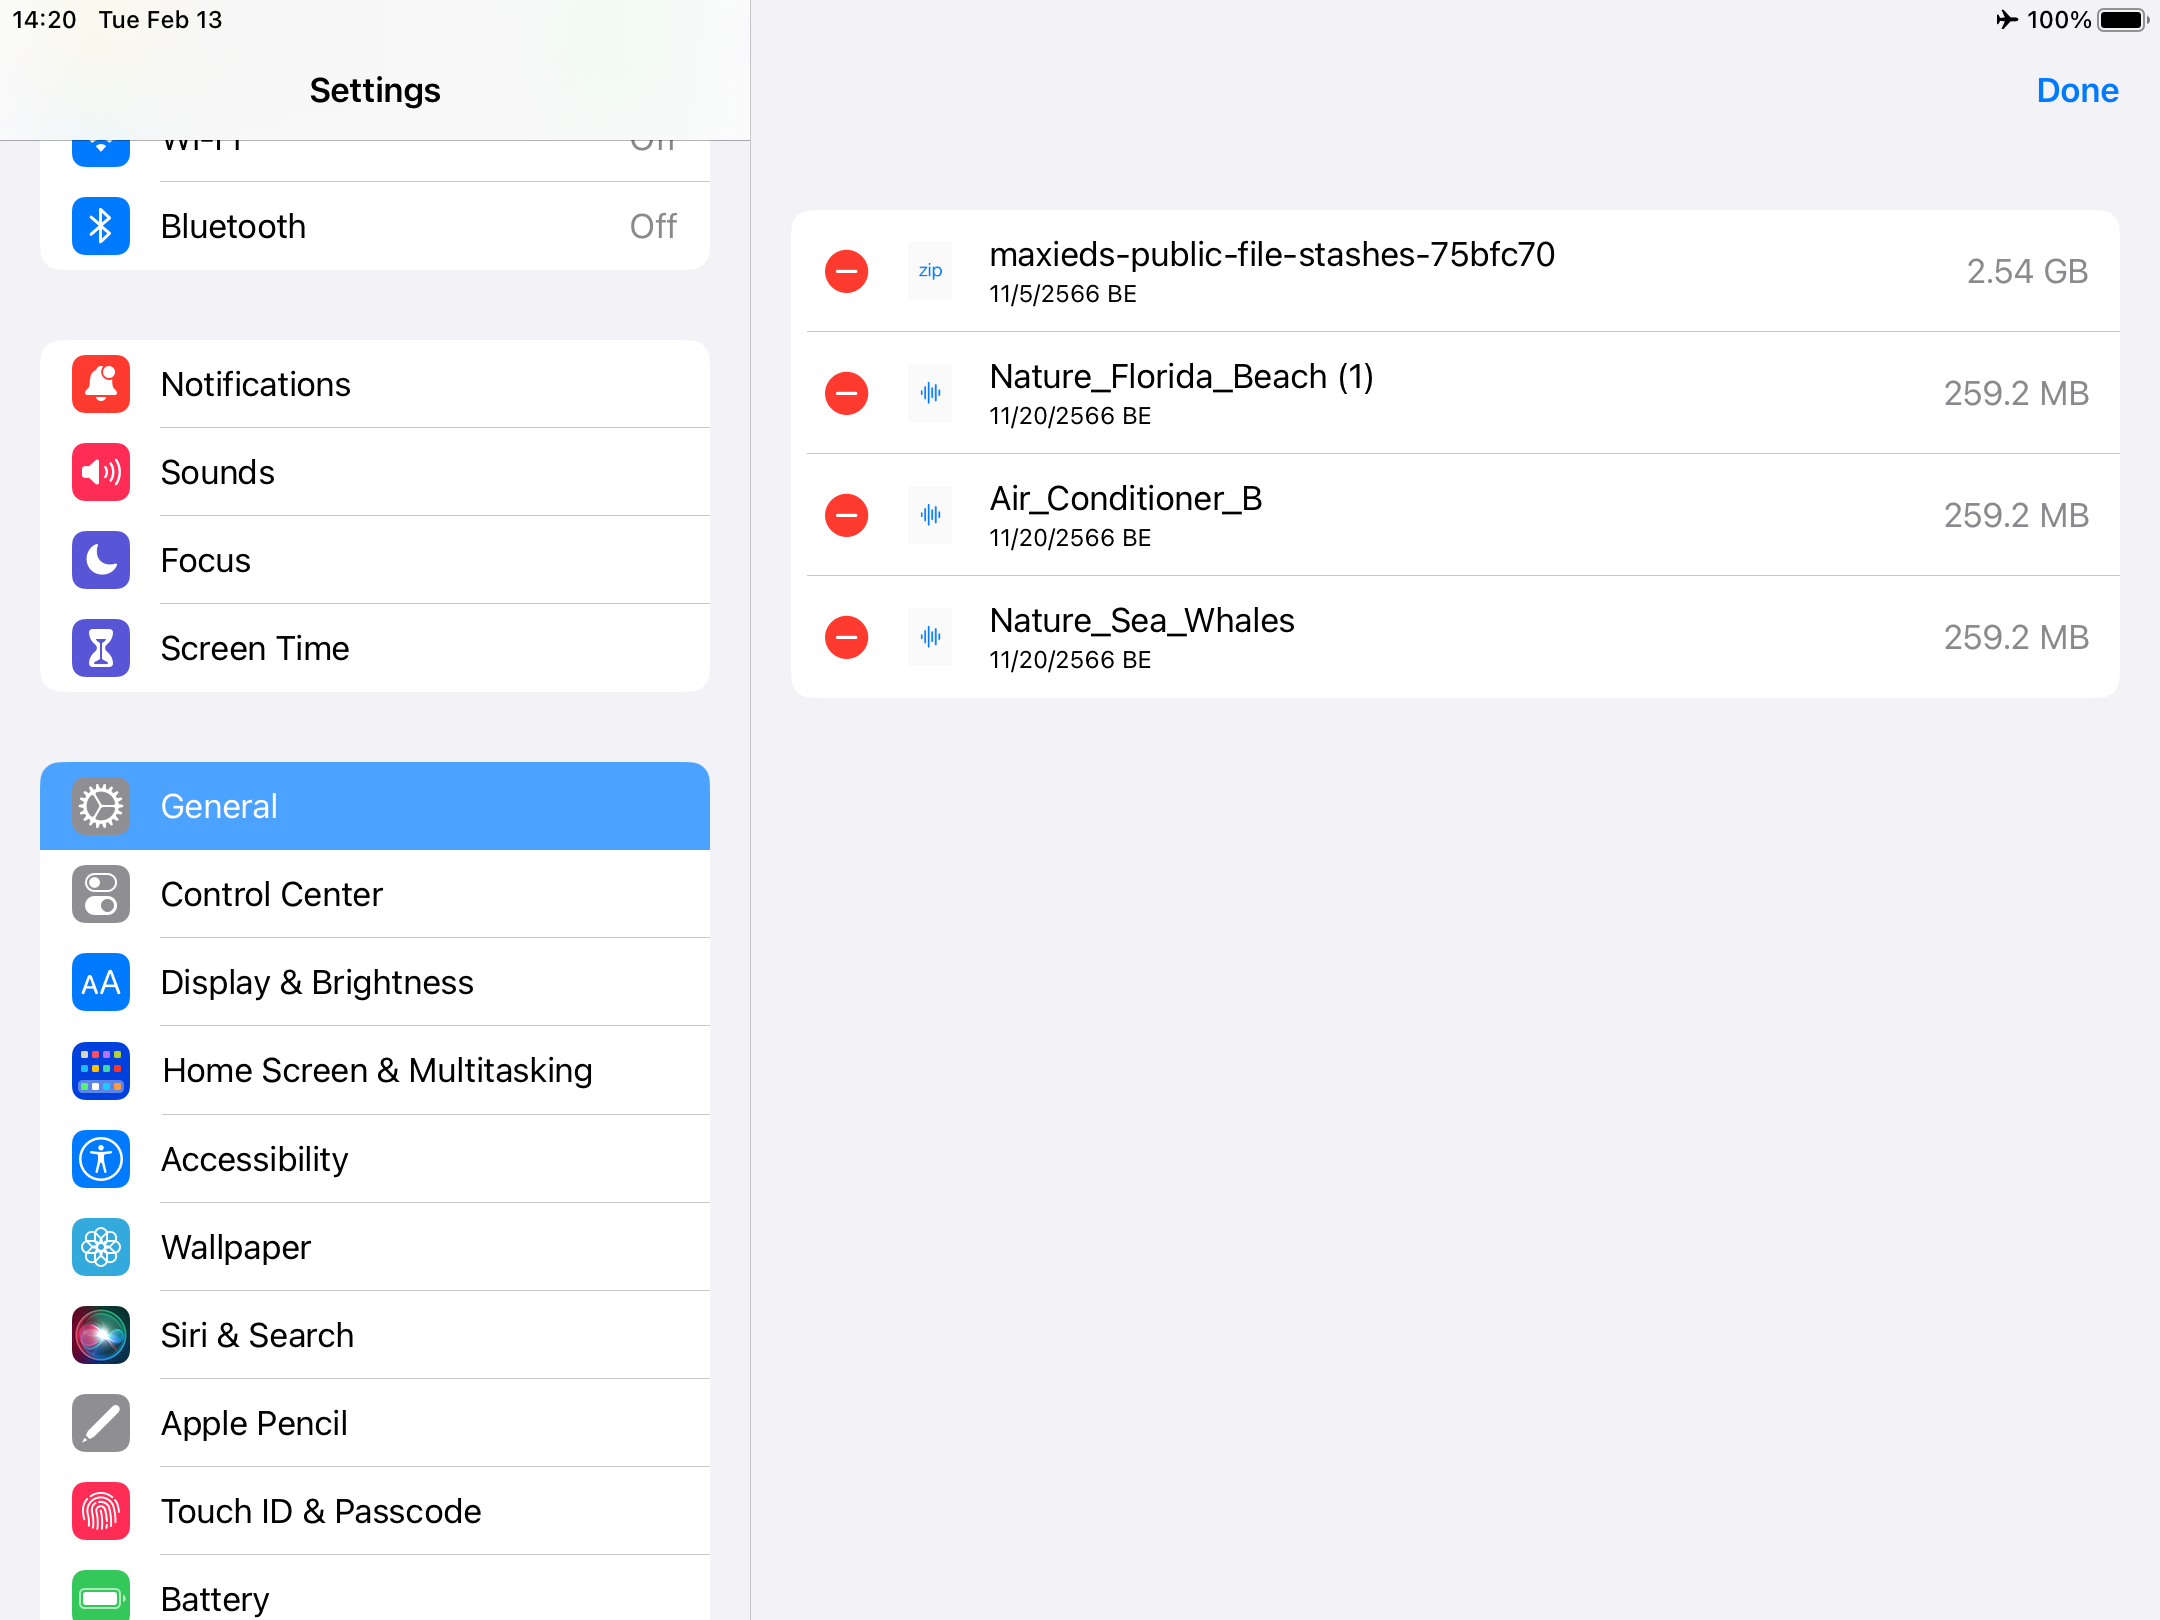 14:20 Tue Feb 13
100%
Settings
Done
Wi-Fi Off
Bluetooth Off
Notifications
Sounds
Focus
Screen Time
General
Control Center
AA Display & Brightness
Home Screen & Multitasking
Accessibility
Wallpaper
Siri & Search
Apple Pencil
Touch ID & Passcode
Battery
zip maxieds-public-file-stashes-75bfc70
11/5/2566 BE
2.54 GB
Nature_Florida_Beach (1)
11/20/2566 BE
259.2 MB
Air_Conditioner_B
11/20/2566 BE
259.2 MB
Nature_Sea_Whales
11/20/2566 BE
259.2 MB